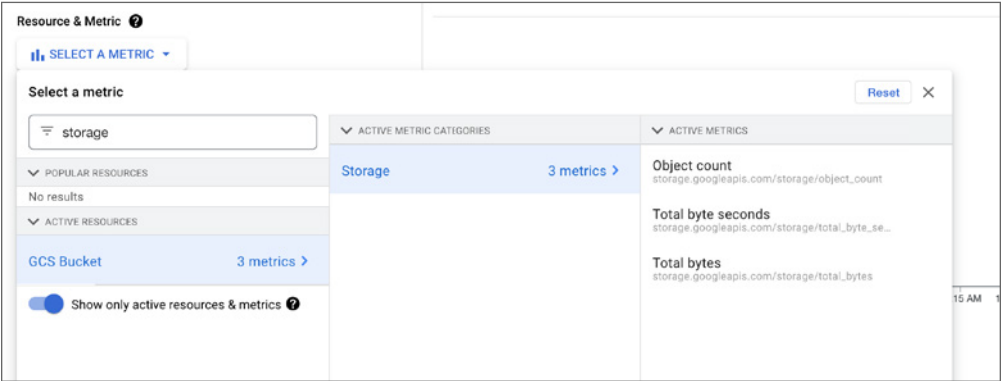 Resource & Metric
SELECT A METRIC
Select a metric
Reset
storage
POPULAR RESOURCES
No results
ACTIVE RESOURCES
GCS Bucket 3 metrics
Show only active resources & metrics
ACTIVE METRIC CATEGORIES
Storage 3 metrics
ACTIVE METRICS
Object count
storage.googleapis.com/storage/object_count
Total byte seconds
storage.googleapis.com/storage/total_byte_se...
Total bytes
storage.googleapis.com/storage/total_bytes
15 AM
1